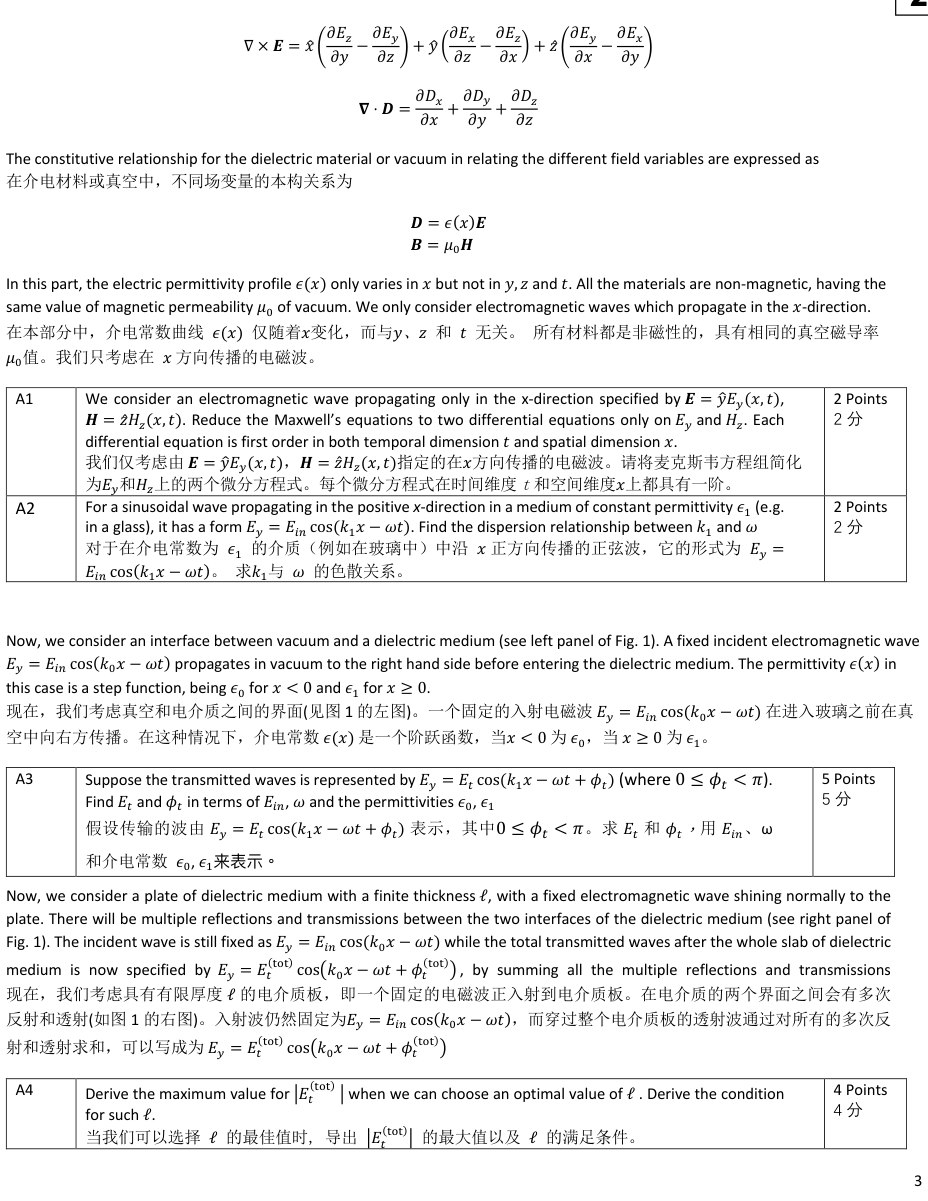 2
∇ × E = x̂ (∂E_z/∂y − ∂E_y/∂z) + ŷ (∂E_x/∂z − ∂E_z/∂x) + ẑ (∂E_y/∂x − ∂E_x/∂y)
∇ · D = ∂D_x/∂x + ∂D_y/∂y + ∂D_z/∂z
The constitutive relationship for the dielectric material or vacuum in relating the different field variables are expressed as
在介电材料或真空中，不同场变量的本构关系为
D = ϵ(x)E
B = μ₀H
In this part, the electric permittivity profile ϵ(x) only varies in x but not in y, z and t. All the materials are non-magnetic, having the
same value of magnetic permeability μ₀ of vacuum. We only consider electromagnetic waves which propagate in the x-direction.
在本部分中，介电常数曲线 ϵ(x) 仅随着x变化，而与y、z 和 t 无关。 所有材料都是非磁性的，具有相同的真空磁导率
μ₀值。我们只考虑在 x 方向传播的电磁波。
A1 We consider an electromagnetic wave propagating only in the x-direction specified by E = ŷE_y(x, t), 2 Points
H = ẑH_z(x, t). Reduce the Maxwell’s equations to two differential equations only on E_y and H_z. Each 2 分
differential equation is first order in both temporal dimension t and spatial dimension x.
我们仅考虑由 E = ŷE_y(x, t)，H = ẑH_z(x, t)指定的在x方向传播的电磁波。请将麦克斯韦方程组简化
为E_y和H_z上的两个微分方程式。每个微分方程式在时间维度 t 和空间维度x上都具有一阶。
A2 For a sinusoidal wave propagating in the positive x-direction in a medium of constant permittivity ϵ₁ (e.g. 2 Points
in a glass), it has a form E_y = E_in cos(k₁x − ωt). Find the dispersion relationship between k₁ and ω 2 分
对于在介电常数为 ϵ₁ 的介质（例如在玻璃中）中沿 x 正方向传播的正弦波，它的形式为 E_y =
E_in cos(k₁x − ωt)。 求k₁与 ω 的色散关系。
Now, we consider an interface between vacuum and a dielectric medium (see left panel of Fig. 1). A fixed incident electromagnetic wave
E_y = E_in cos(k₀x − ωt) propagates in vacuum to the right hand side before entering the dielectric medium. The permittivity ϵ(x) in
this case is a step function, being ϵ₀ for x < 0 and ϵ₁ for x ≥ 0.
现在，我们考虑真空和电介质之间的界面(见图 1 的左图)。一个固定的入射电磁波 E_y = E_in cos(k₀x − ωt) 在进入玻璃之前在真
空中向右方传播。在这种情况下，介电常数 ϵ(x) 是一个阶跃函数，当x < 0 为 ϵ₀，当 x ≥ 0 为 ϵ₁。
A3 Suppose the transmitted waves is represented by E_y = E_t cos(k₁x − ωt + ϕ_t) (where 0 ≤ ϕ_t < π). 5 Points
Find E_t and ϕ_t in terms of E_in, ω and the permittivities ϵ₀, ϵ₁ 5 分
假设传输的波由 E_y = E_t cos(k₁x − ωt + ϕ_t) 表示，其中0 ≤ ϕ_t < π。求 E_t 和 ϕ_t ，用 E_in、ω
和介电常数 ϵ₀, ϵ₁来表示。
Now, we consider a plate of dielectric medium with a finite thickness ℓ, with a fixed electromagnetic wave shining normally to the
plate. There will be multiple reflections and transmissions between the two interfaces of the dielectric medium (see right panel of
Fig. 1). The incident wave is still fixed as E_y = E_in cos(k₀x − ωt) while the total transmitted waves after the whole slab of dielectric
medium is now specified by E_y = E_t^(tot) cos(k₀x − ωt + ϕ_t^(tot)), by summing all the multiple reflections and transmissions
现在，我们考虑具有有限厚度 ℓ 的电介质板，即一个固定的电磁波正入射到电介质板。在电介质的两个界面之间会有多次
反射和透射(如图 1 的右图)。入射波仍然固定为E_y = E_in cos(k₀x − ωt)，而穿过整个电介质板的透射波通过对所有的多次反
射和透射求和，可以写成为 E_y = E_t^(tot) cos(k₀x − ωt + ϕ_t^(tot))
A4 Derive the maximum value for |E_t^(tot)| when we can choose an optimal value of ℓ . Derive the condition 4 Points
for such ℓ. 4 分
当我们可以选择 ℓ 的最佳值时, 导出 |E_t^(tot)| 的最大值以及 ℓ 的满足条件。
3